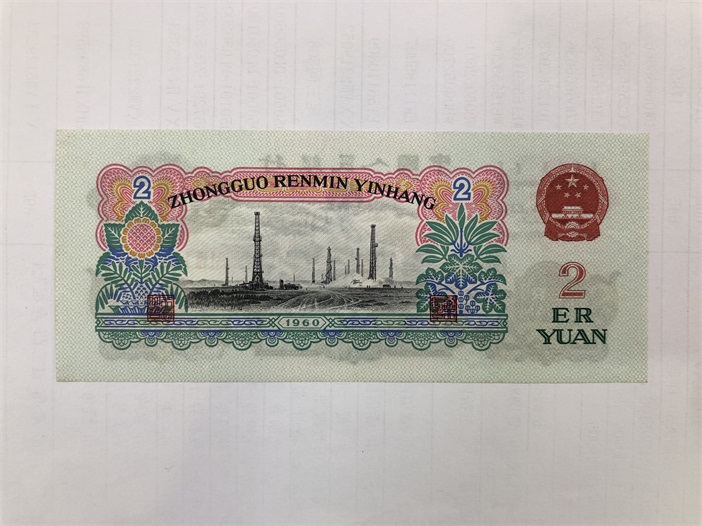 2 ZHONGGUO RENMIN YINHANG 2
2
ER
YUAN
1960